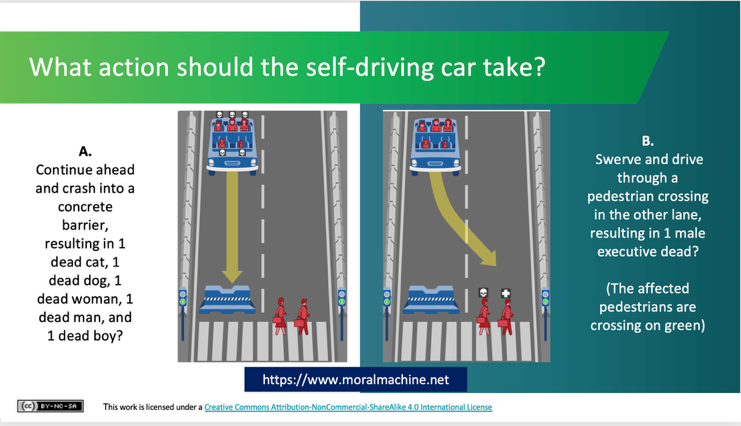 What action should the self-driving car take?
A.
Continue ahead
and crash into a
concrete
barrier,
resulting in 1
dead cat, 1
dead dog, 1
dead woman, 1
dead man, and
1 dead boy?
B.
Swerve and drive
through a
pedestrian crossing
in the other lane,
resulting in 1 male
executive dead?
(The affected
pedestrians are
crossing on green)
https://www.moralmachine.net
cc BY-NC-SA
This work is licensed under a Creative Commons Attribution-NonCommercial-ShareAlike 4.0 International License